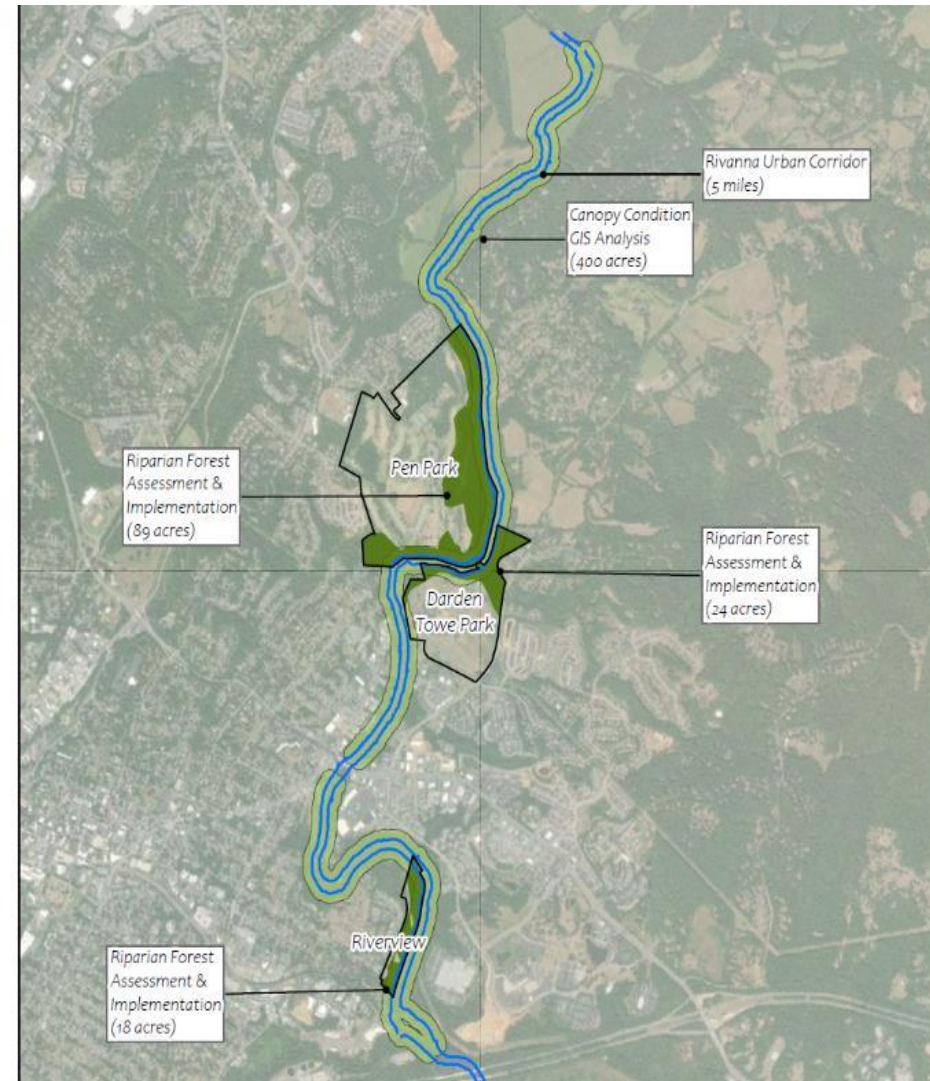 Rivanna Urban Corridor
(5 miles)
Canopy Condition
GIS Analysis
(400 acres)
Pen Park
Riparian Forest
Assessment &
Implementation
(89 acres)
Riparian Forest
Assessment &
Implementation
(24 acres)
Darden
Towe Park
Riverview
Riparian Forest
Assessment &
Implementation
(18 acres)